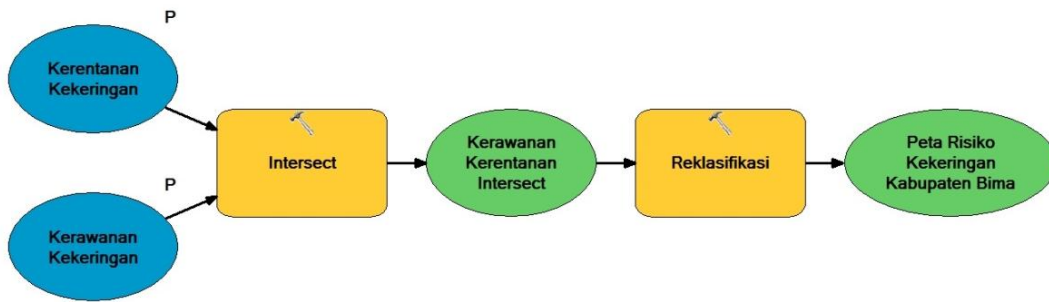 P
Kerentanan
Kekeringan
P
Kerawanan
Kekeringan
Intersect
Kerawanan
Kerentanan
Intersect
Reklasifikasi
Peta Risiko
Kekeringan
Kabupaten Bima